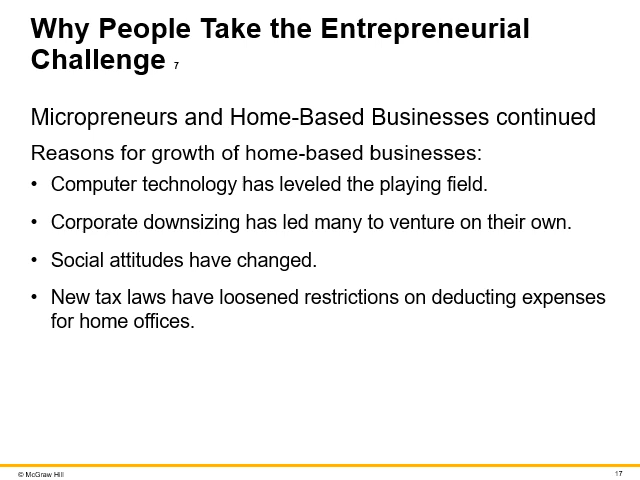 Why People Take the Entrepreneurial
Challenge 7
Micropreneurs and Home-Based Businesses continued
Reasons for growth of home-based businesses:
• Computer technology has leveled the playing field.
• Corporate downsizing has led many to venture on their own.
• Social attitudes have changed.
• New tax laws have loosened restrictions on deducting expenses
for home offices.
© McGraw Hill
17